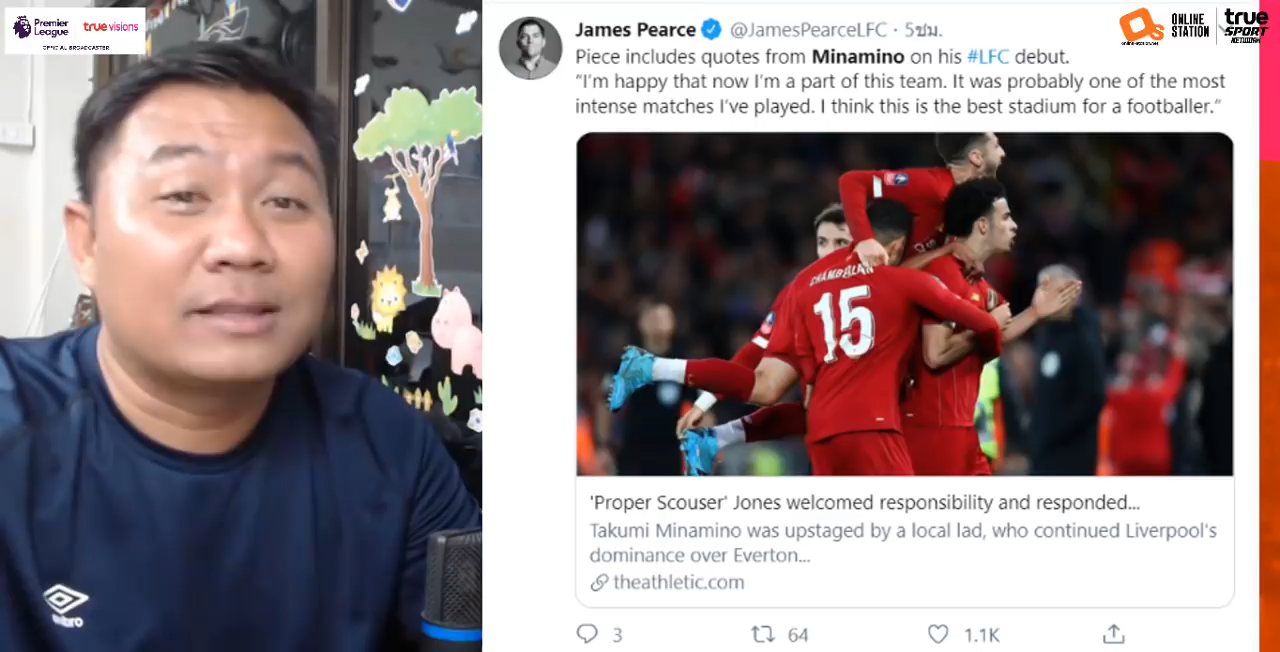 Premier League
true visions
OFFICIAL BROADCASTER
James Pearce @JamesPearceLFC · 5ชม.
Piece includes quotes from Minamino on his #LFC debut.
“I’m happy that now I’m a part of this team. It was probably one of the most
intense matches I’ve played. I think this is the best stadium for a footballer.”
ONLINE STATION
true SPORT NETWORK
CHAMBERLAIN
15
'Proper Scouser' Jones welcomed responsibility and responded...
Takumi Minamino was upstaged by a local lad, who continued Liverpool's
dominance over Everton...
theathletic.com
3 64 1.1K
umbro